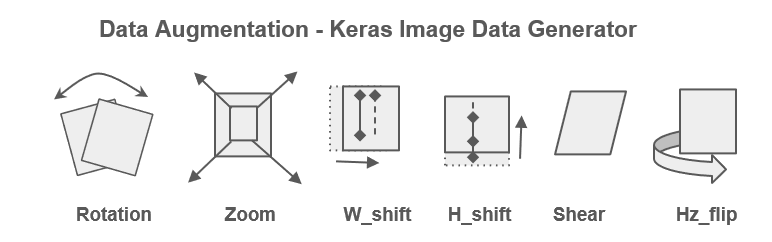 Data Augmentation - Keras Image Data Generator
Rotation Zoom W_shift H_shift Shear Hz_flip